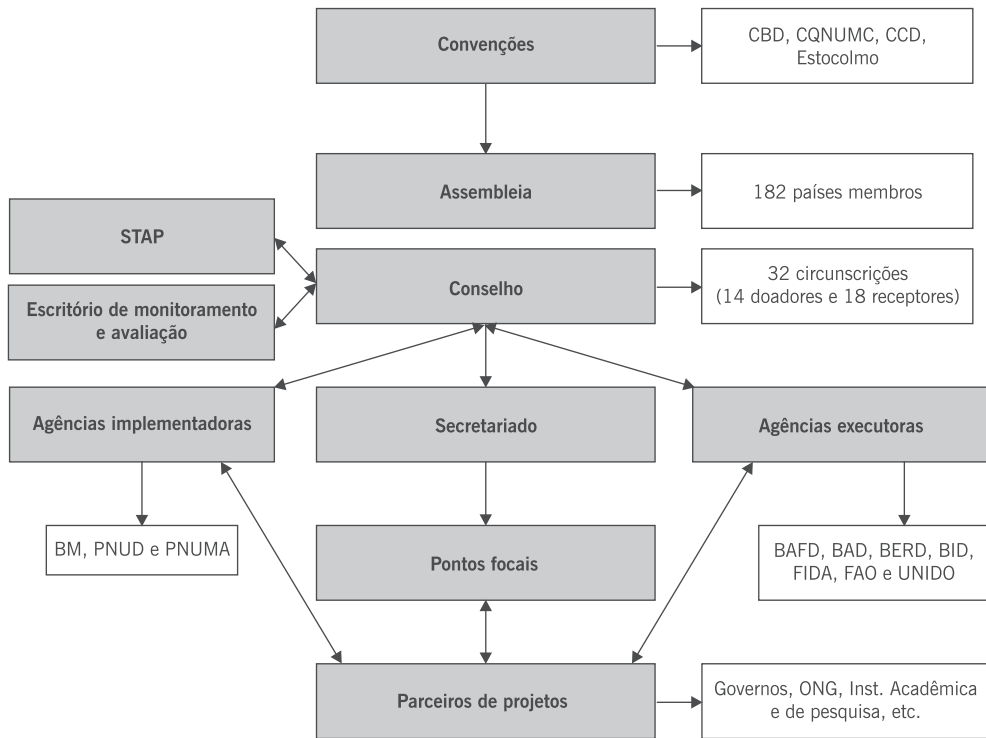 Convenções
CBD, CQNUMC, CCD,
Estocolmo
Assembleia
182 países membros
STAP
Conselho
32 circunscrições
(14 doadores e 18 receptores)
Escritório de monitoramento
e avaliação
Agências implementadoras
Secretariado
Agências executoras
BM, PNUD e PNUMA
Pontos focais
BAFD, BAD, BERD, BID,
FIDA, FAO e UNIDO
Parceiros de projetos
Governos, ONG, Inst. Acadêmica
e de pesquisa, etc.